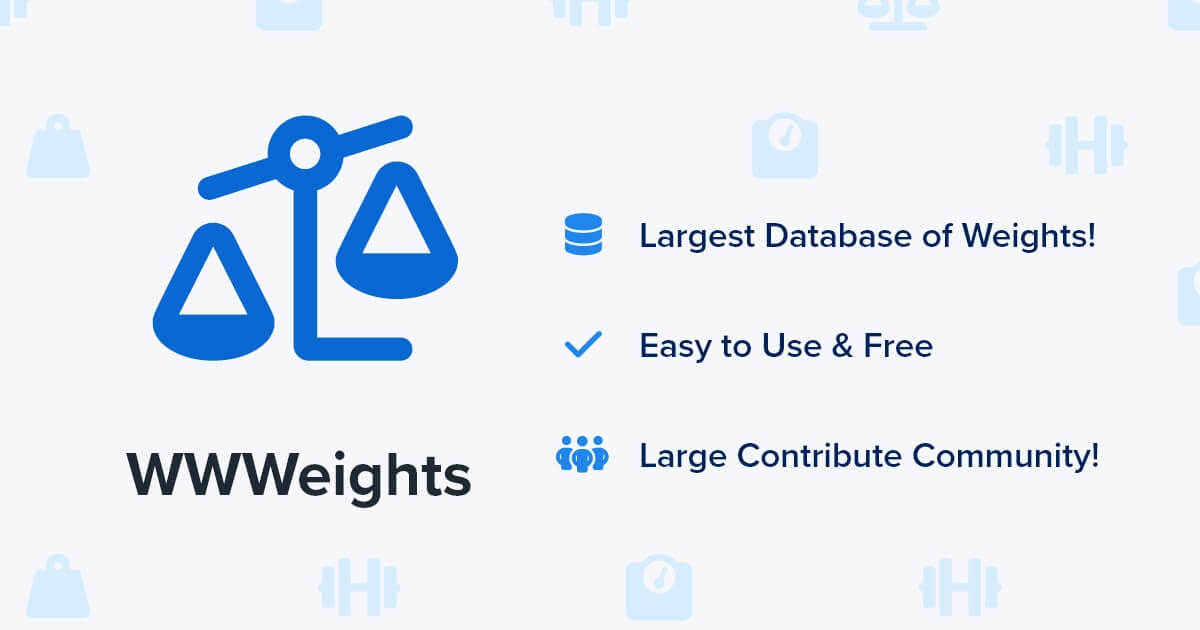 WWWeights
Largest Database of Weights!
Easy to Use & Free
Large Contribute Community!